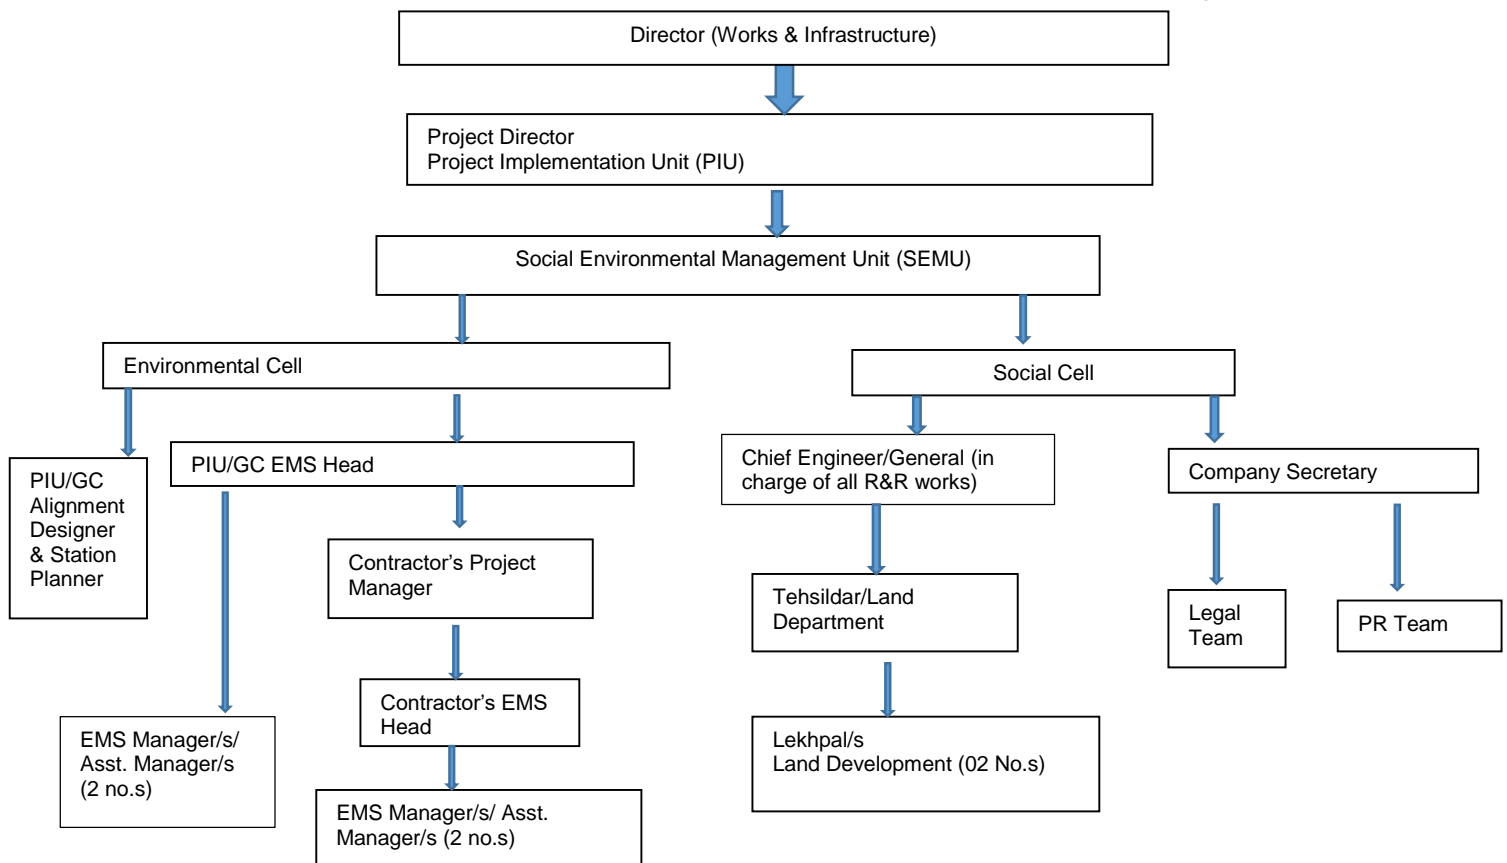 Director (Works & Infrastructure)
Project Director
Project Implementation Unit (PIU)
Social Environmental Management Unit (SEMU)
Environmental Cell
Social Cell
PIU/GC
Alignment
Designer
& Station
Planner
PIU/GC EMS Head
Chief Engineer/General (in
charge of all R&R works)
Company Secretary
Contractor’s Project
Manager
Tehsildar/Land
Department
Legal
Team
PR Team
Contractor’s EMS
Head
EMS Manager/s/
Asst. Manager/s
(2 no.s)
Lekhpal/s
Land Development (02 No.s)
EMS Manager/s/ Asst.
Manager/s (2 no.s)